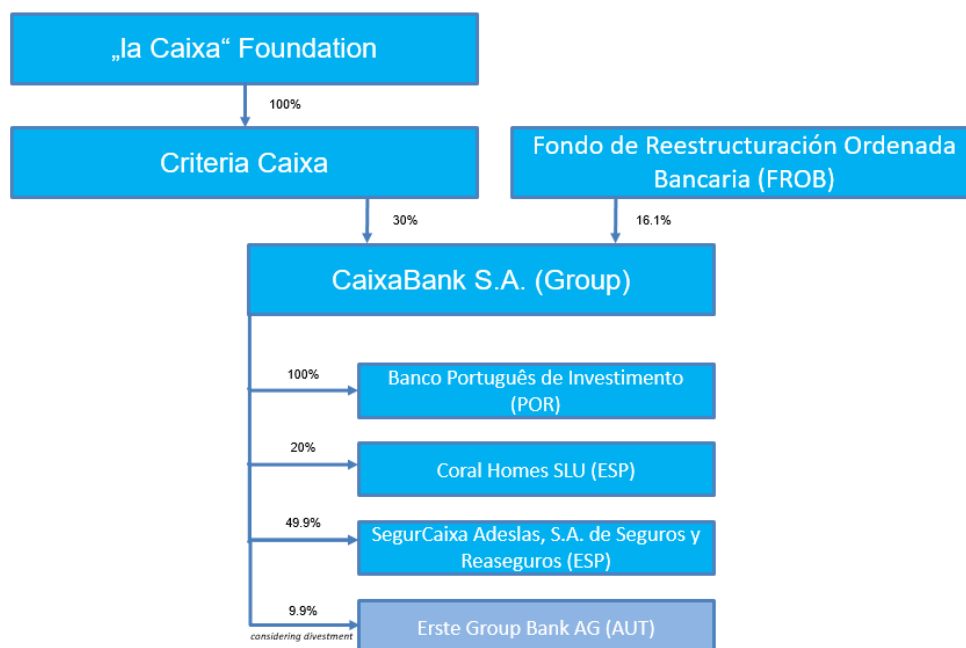 „la Caixa“ Foundation
100%
Criteria Caixa
Fondo de Reestructuración Ordenada
Bancaria (FROB)
30%
16.1%
CaixaBank S.A. (Group)
100%
Banco Português de Investimento
(POR)
20%
Coral Homes SLU (ESP)
49.9%
SegurCaixa Adeslas, S.A. de Seguros y
Reaseguros (ESP)
9.9%
considering divestment
Erste Group Bank AG (AUT)